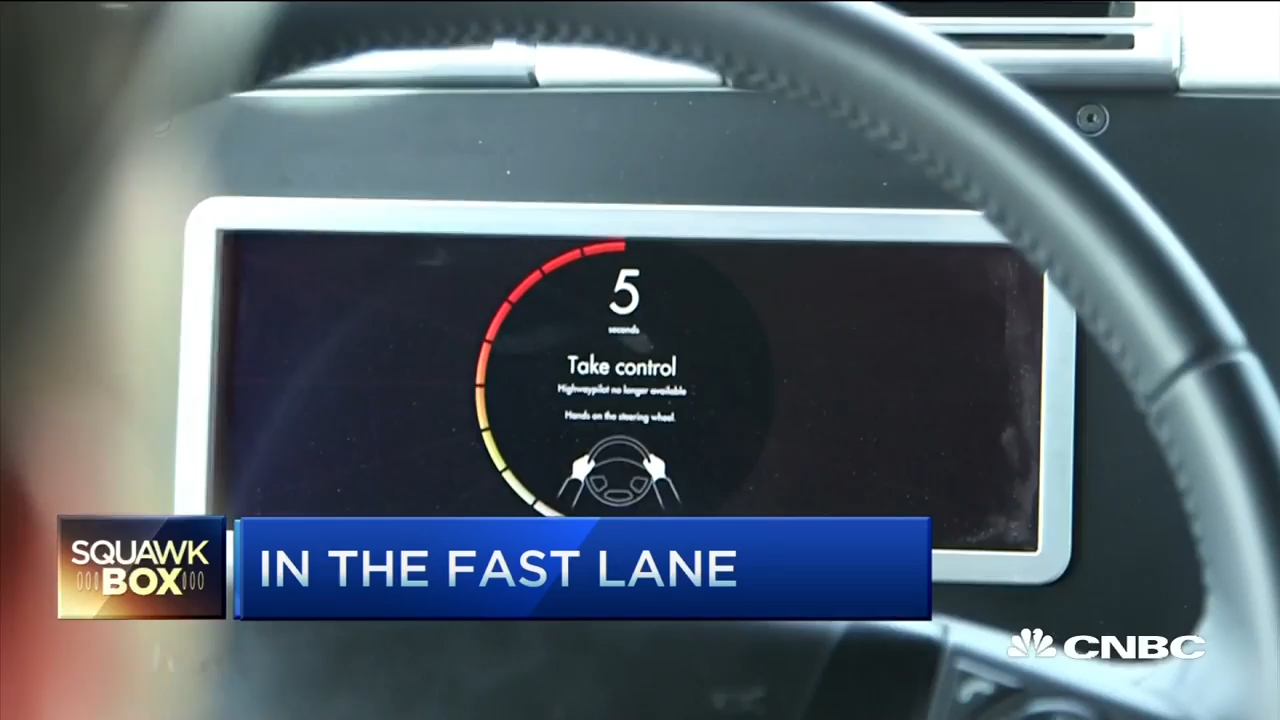 5
seconds
Take control
Highwaypilot no longer available
Hands on the steering wheel.
SQUAWK
BOX
IN THE FAST LANE
CNBC